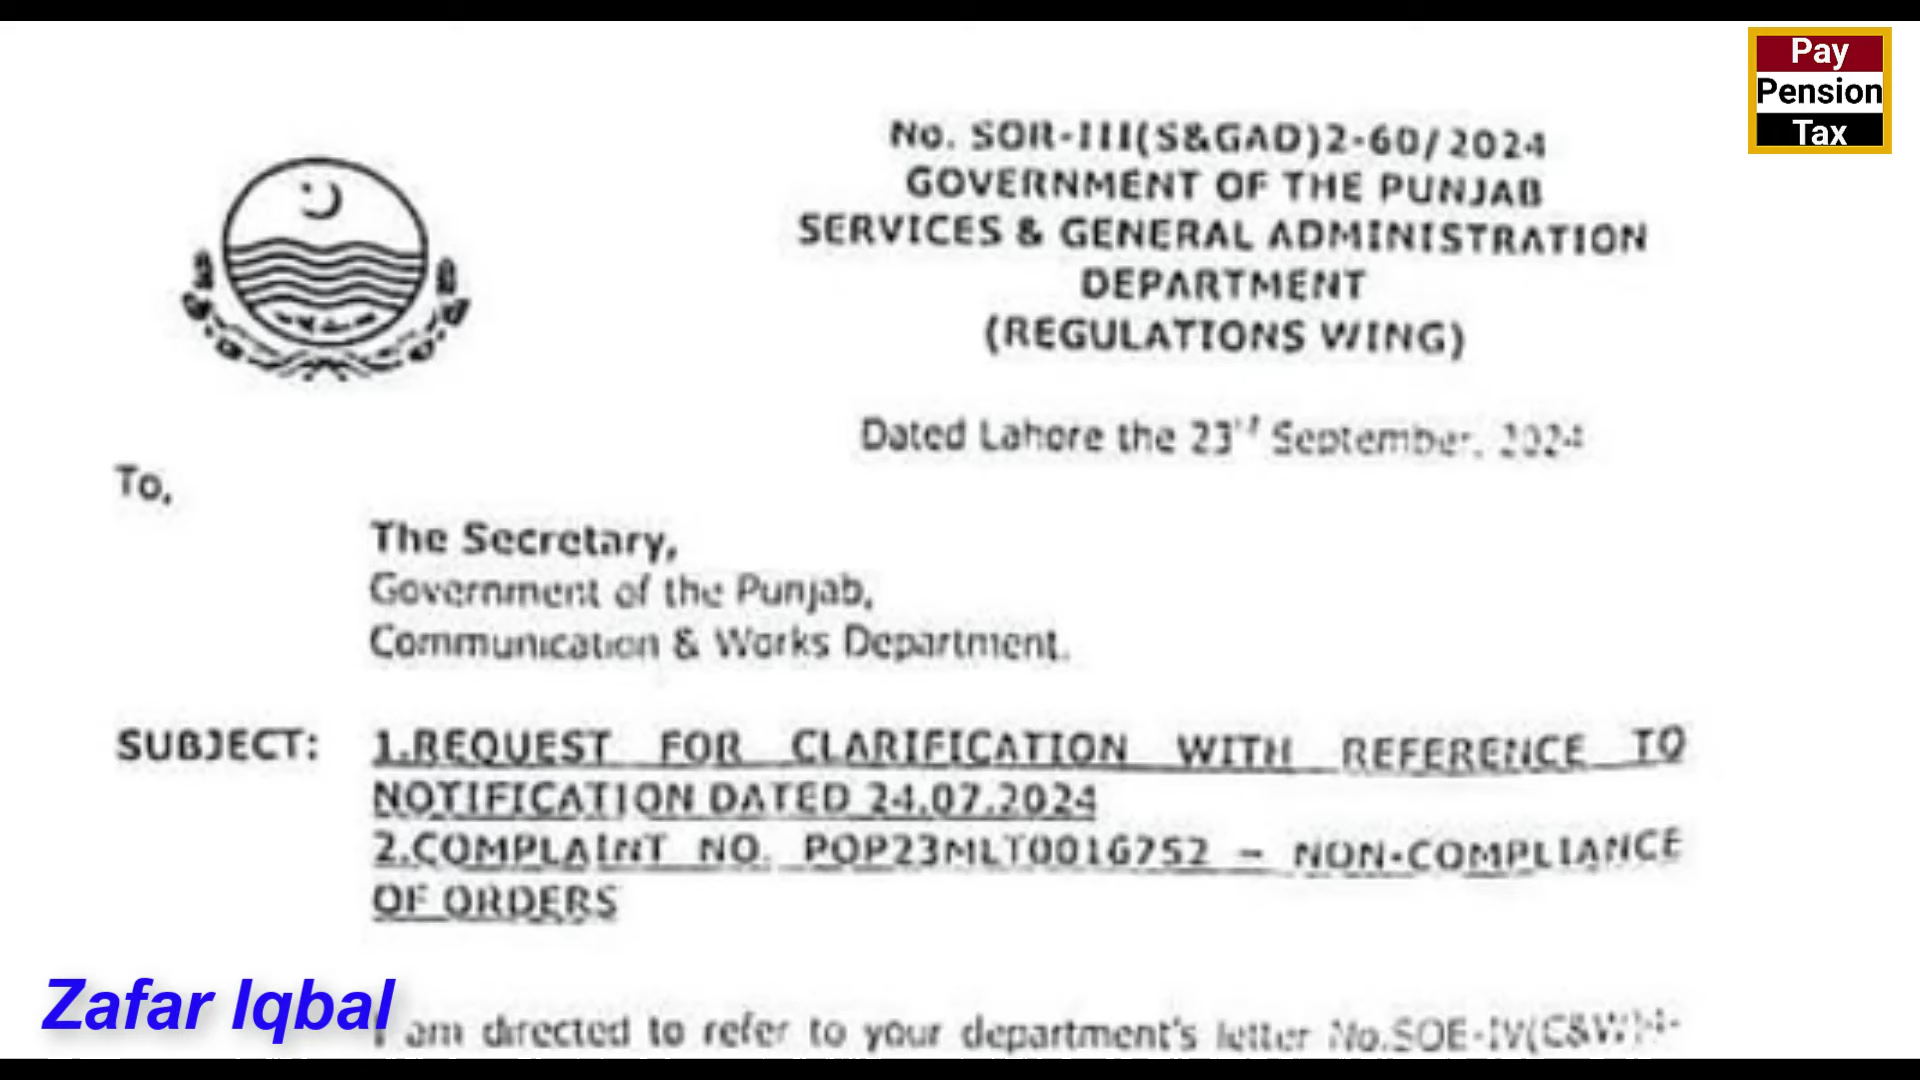 Pay
Pension
Tax
No. SOR-III(S&GAD)2-60/2024
GOVERNMENT OF THE PUNJAB
SERVICES & GENERAL ADMINISTRATION
DEPARTMENT
(REGULATIONS WING)
Dated Lahore the 23rd September, 2024
To,
The Secretary,
Government of the Punjab,
Communication & Works Department.
SUBJECT: 1.REQUEST FOR CLARIFICATION WITH REFERENCE TO
NOTIFICATION DATED 24.07.2024
2.COMPLAINT NO. POP23MLT0016752 – NON-COMPLIANCE
OF ORDERS
Zafar Iqbal
I am directed to refer to your department's letter No.SOE-IV(C&W)